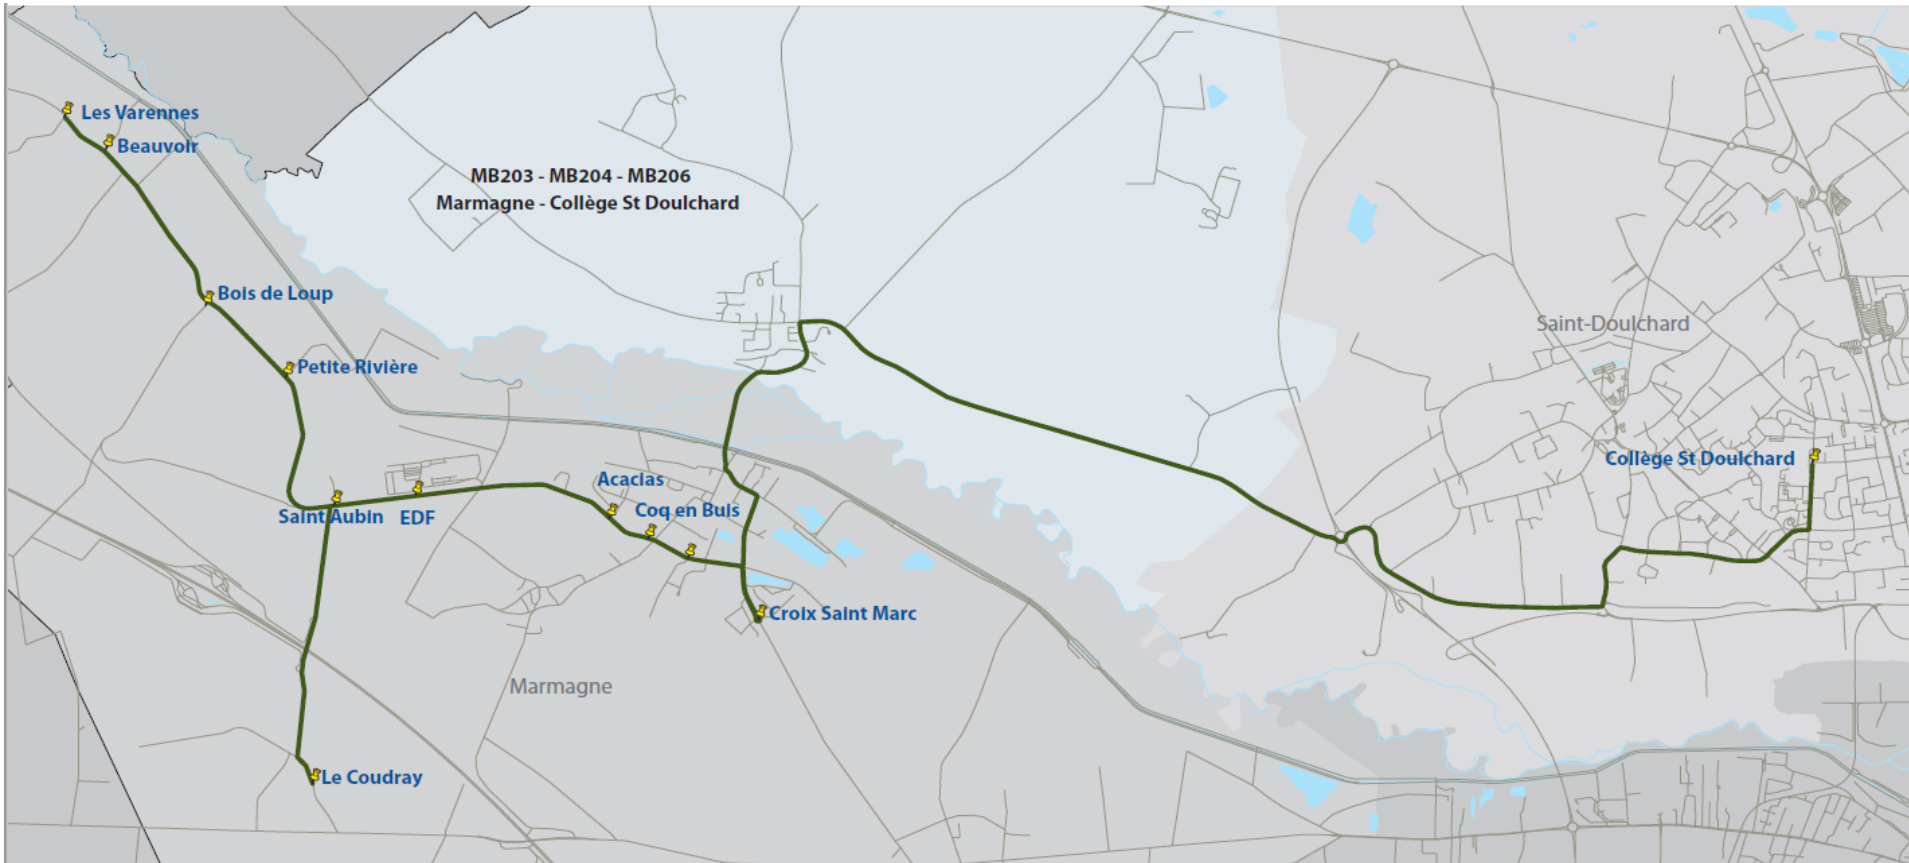 Les Varennes
Beauvoir
MB203 - MB204 - MB206
Marmagne - Collège St Doulchard
Bois de Loup
Saint-Doulchard
Petite Rivière
Collège St Doulchard
Acacias
Coq en Buis
Saint Aubin
EDF
Croix Saint Marc
Marmagne
Le Coudray